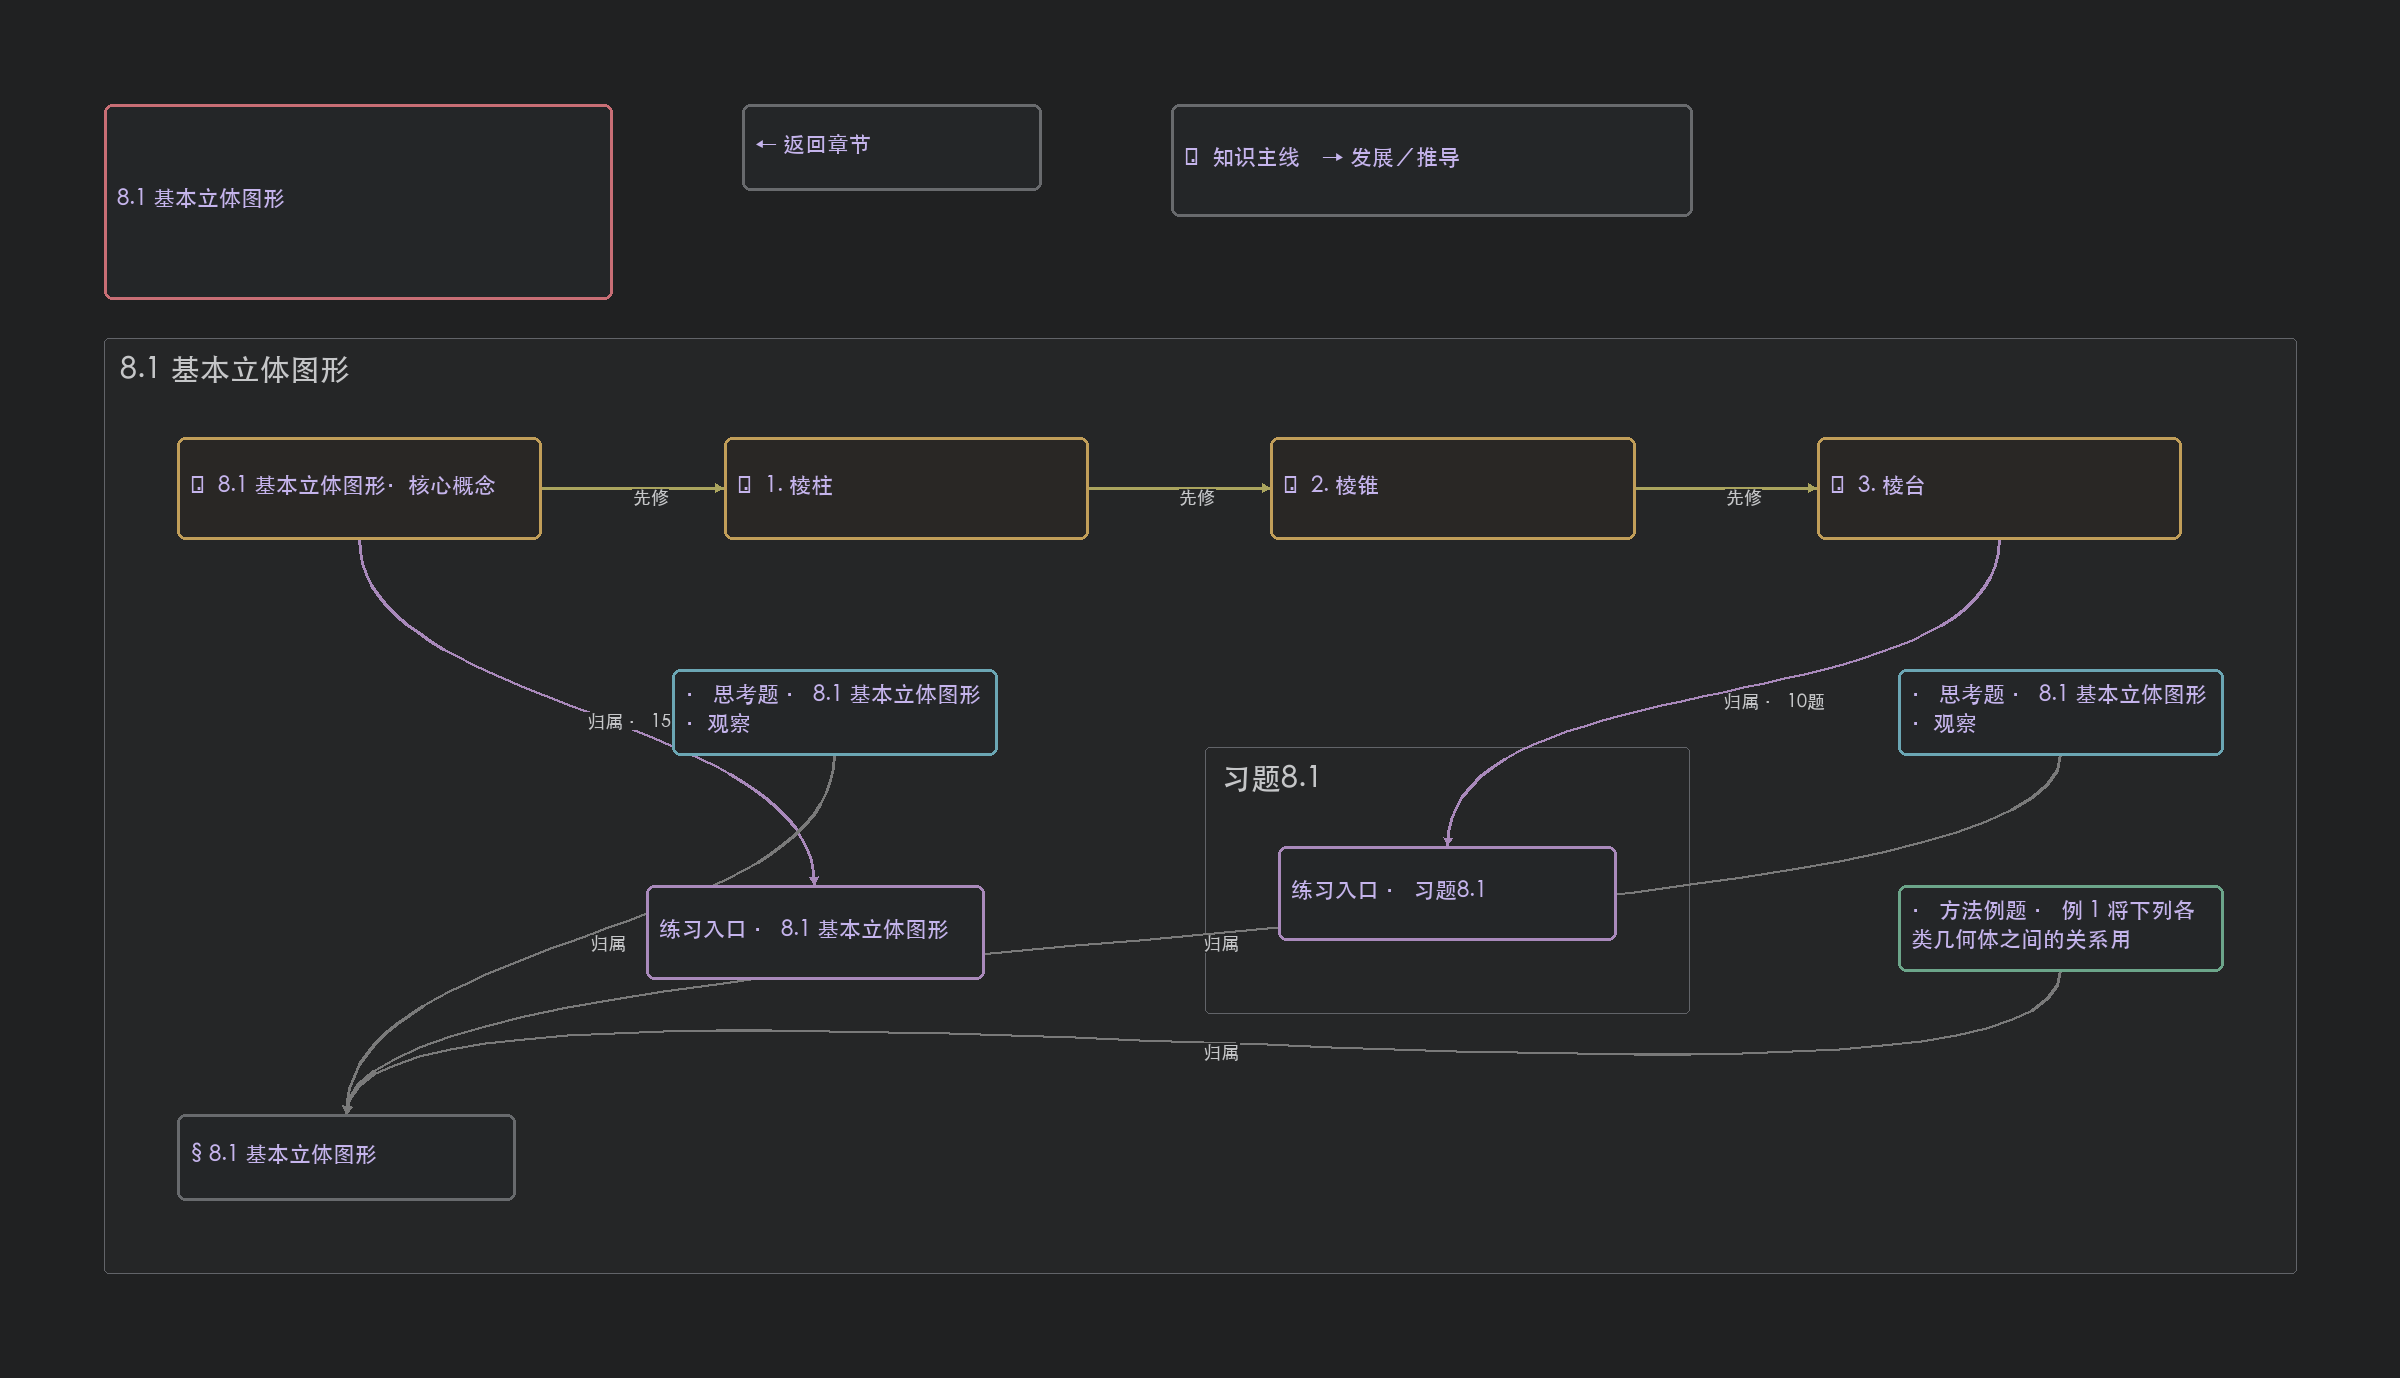 8.1 基本立体图形
← 返回章节
知识主线 → 发展／推导
8.1 基本立体图形
8.1 基本立体图形· 核心概念
先修
1. 棱柱
先修
2. 棱锥
先修
3. 棱台
· 思考题 · 8.1 基本立体图形
· 观察
归属 · 15
归属 · 10题
· 思考题 · 8.1 基本立体图形
· 观察
习题8.1
练习入口 · 习题8.1
练习入口 · 8.1 基本立体图形
· 方法例题 · 例 1 将下列各
类几何体之间的关系用
归属
归属
归属
§ 8.1 基本立体图形